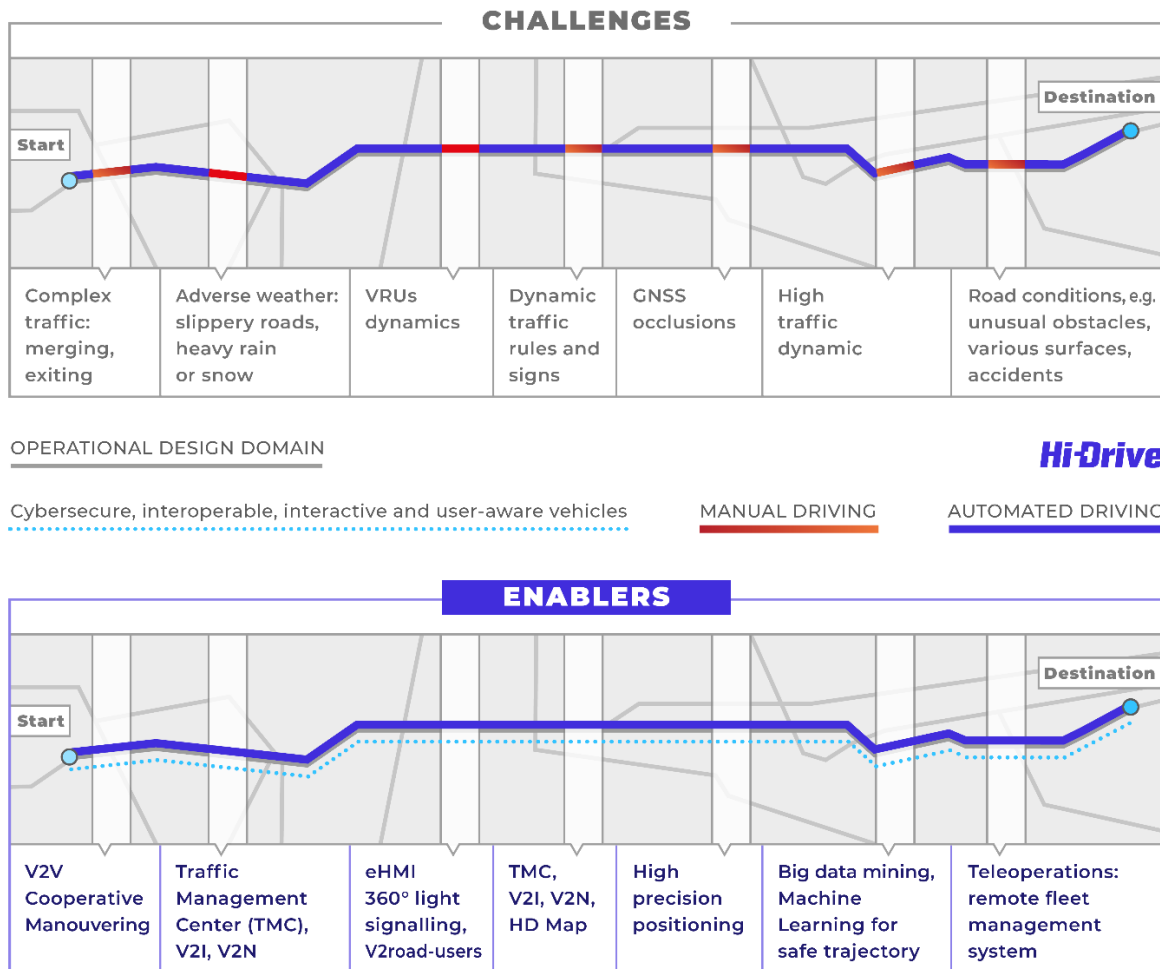 CHALLENGES
Start
Destination
Complex
traffic:
merging,
exiting
Adverse weather:
slippery roads,
heavy rain
or snow
VRUs
dynamics
Dynamic
traffic
rules and
signs
GNSS
occlusions
High
traffic
dynamic
Road conditions, e.g.
unusual obstacles,
various surfaces,
accidents
OPERATIONAL DESIGN DOMAIN
Hi-Drive
Cybersecure, interoperable, interactive and user-aware vehicles
MANUAL DRIVING
AUTOMATED DRIVING
ENABLERS
Start
Destination
V2V
Cooperative
Manouvering
Traffic
Management
Center (TMC),
V2I, V2N
eHMI
360° light
signalling,
V2road-users
TMC,
V2I, V2N,
HD Map
High
precision
positioning
Big data mining,
Machine
Learning for
safe trajectory
Teleoperations:
remote fleet
management
system